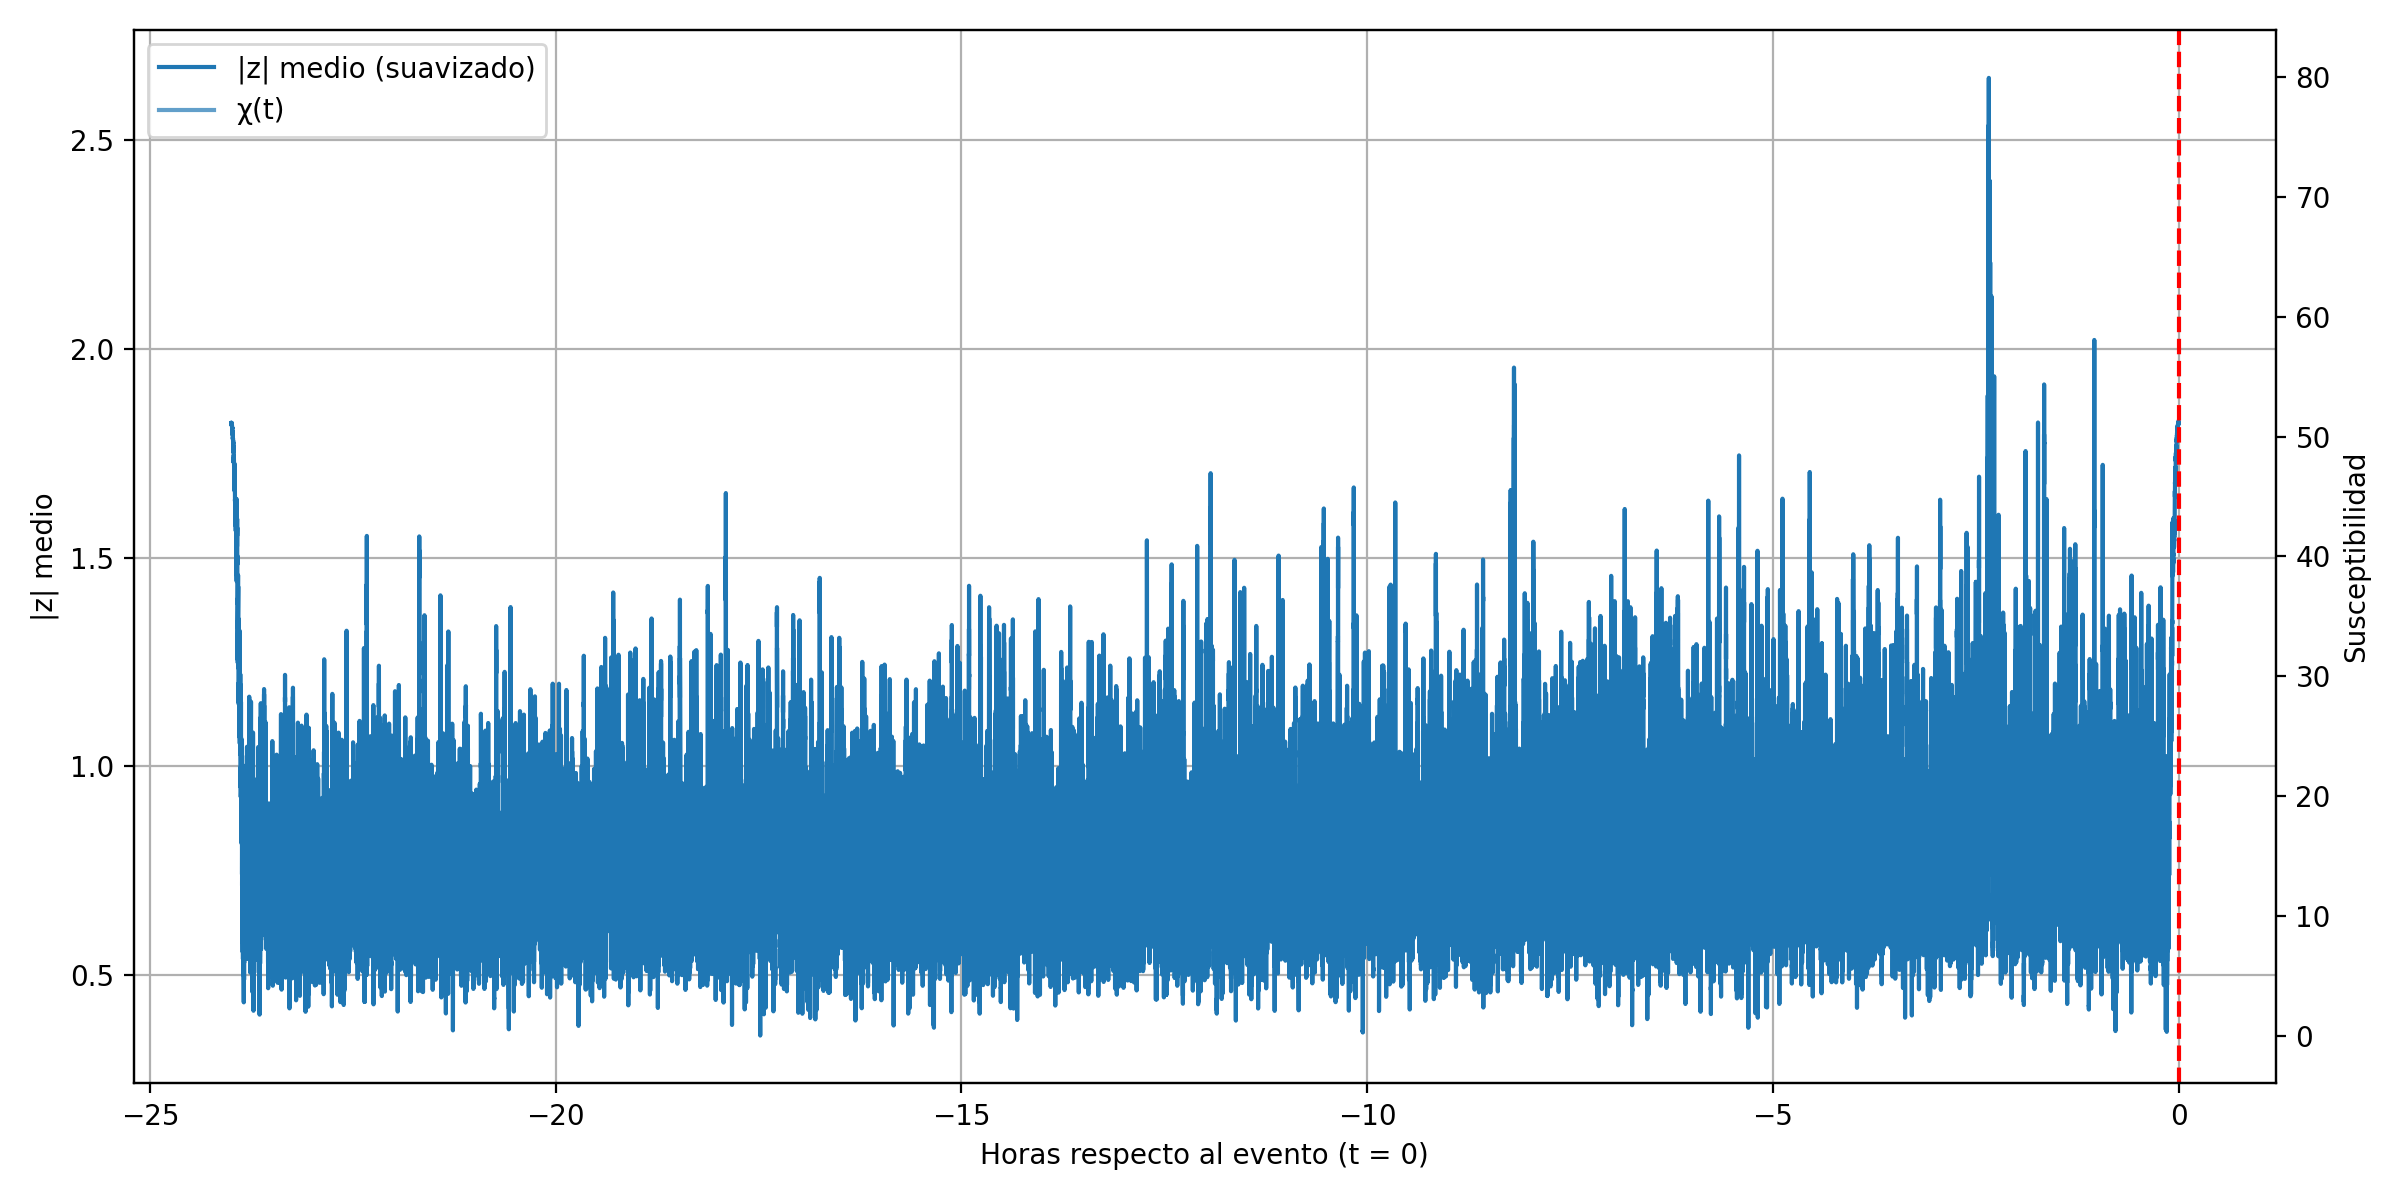 |z| medio (suavizado)
χ(t)
2.5
2.0
1.5
1.0
0.5
|z| medio
80
70
60
50
40
30
20
10
0
Susceptibilidad
−25 −20 −15 −10 −5 0
Horas respecto al evento (t = 0)